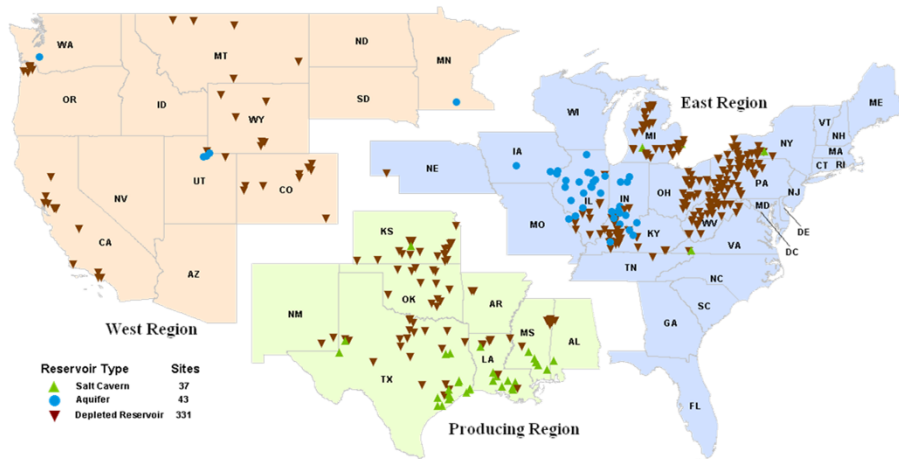 WA
MT
ND
MN
OR
ID
SD
WY
WI
MI
East Region
NY
VT
ME
NH
MA
CT RI
NV
UT
CO
NE
IA
IL
IN
OH
PA
NJ
CA
MO
KY
WV
MD
DE
DC
VA
KS
TN
NC
AZ
NM
OK
AR
SC
West Region
MS
AL
GA
LA
TX
FL
Reservoir Type Sites
Salt Cavern 37
Aquifer 43
Depleted Reservoir 331
Producing Region